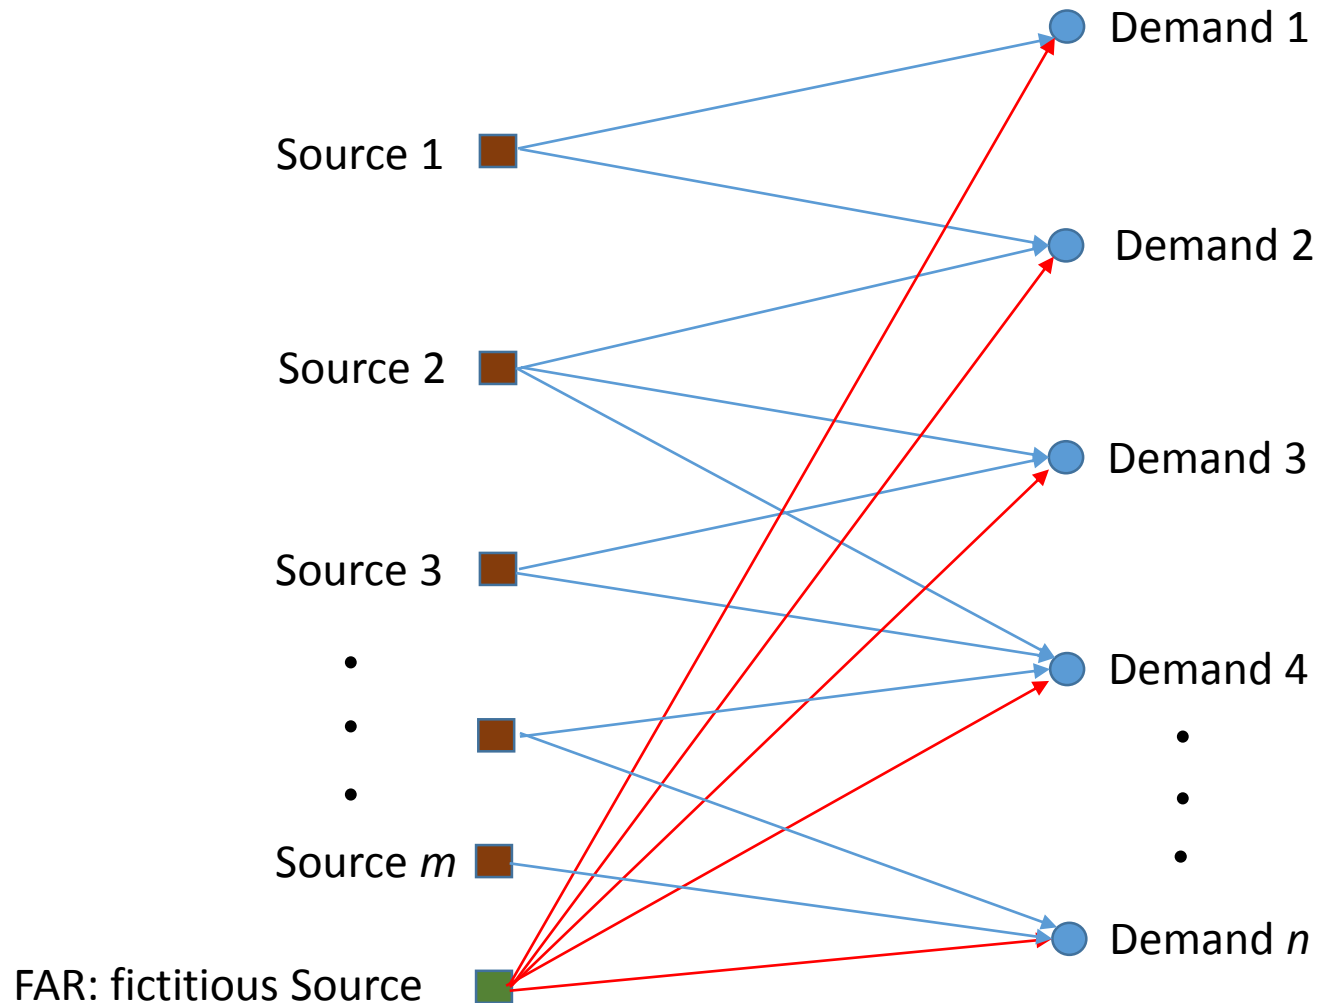 Demand 1
Source 1
Demand 2
Source 2
Demand 3
Source 3
Demand 4
Source m
Demand n
FAR: fictitious Source